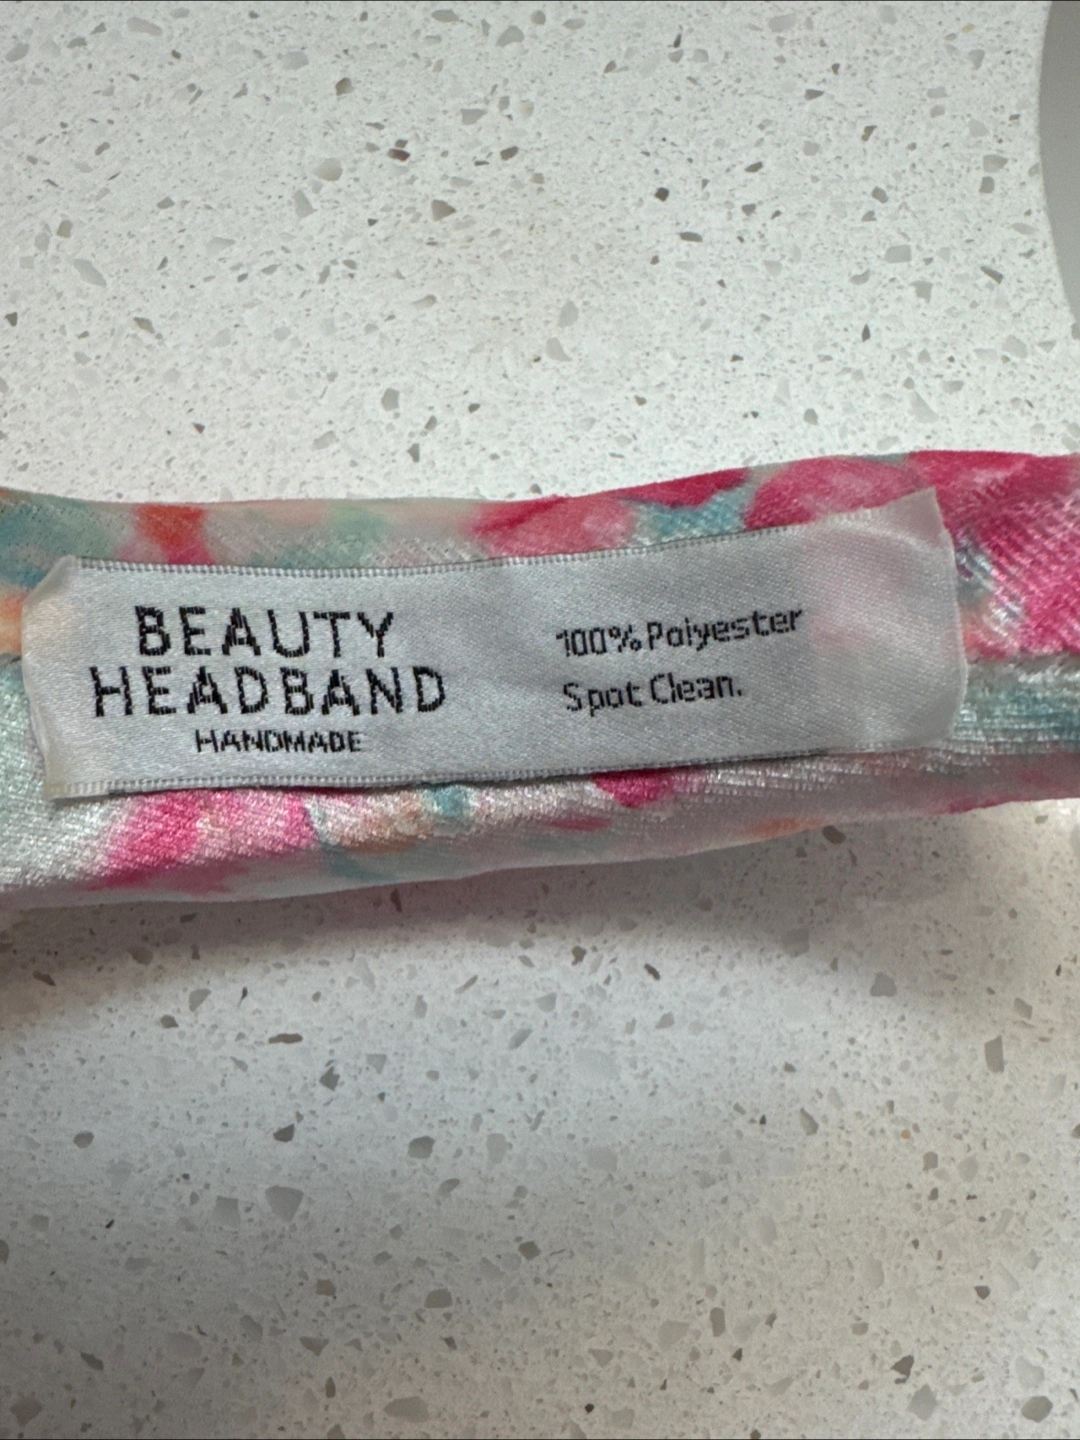 BEAUTY
HEADBAND
HANDMADE
100% Polyester
Spot Clean.